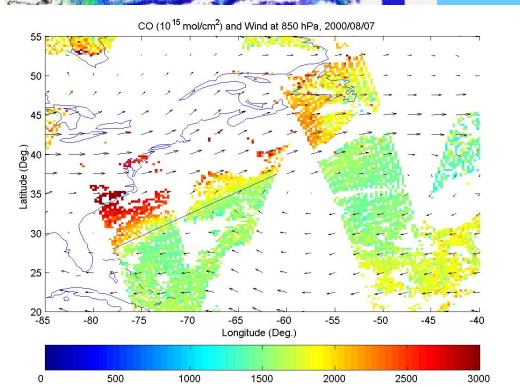 CO (10 15 mol/cm2) and Wind at 850 hPa, 2000/08/07
55
50
45
40
35
30
25
20
Latitude (Deg.)
-85 -80 -75 -70 -65 -60 -55 -50 -45 -40
Longitude (Deg.)
0 500 1000 1500 2000 2500 3000